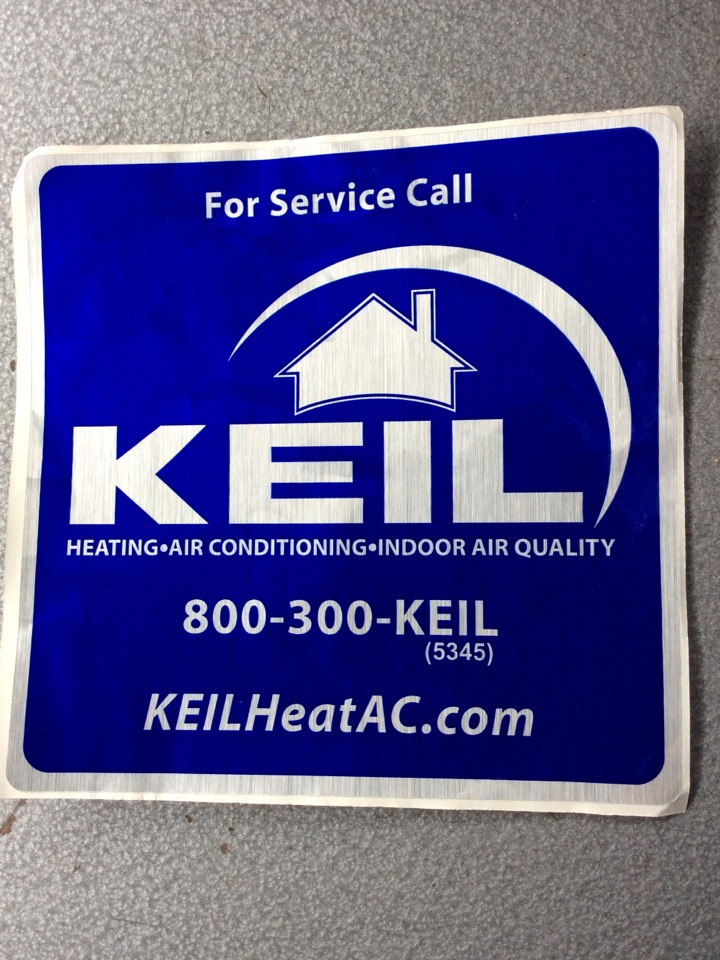 For Service Call
KEIL
HEATING•AIR CONDITIONING•INDOOR AIR QUALITY
800-300-KEIL
(5345)
KEILHeatAC.com